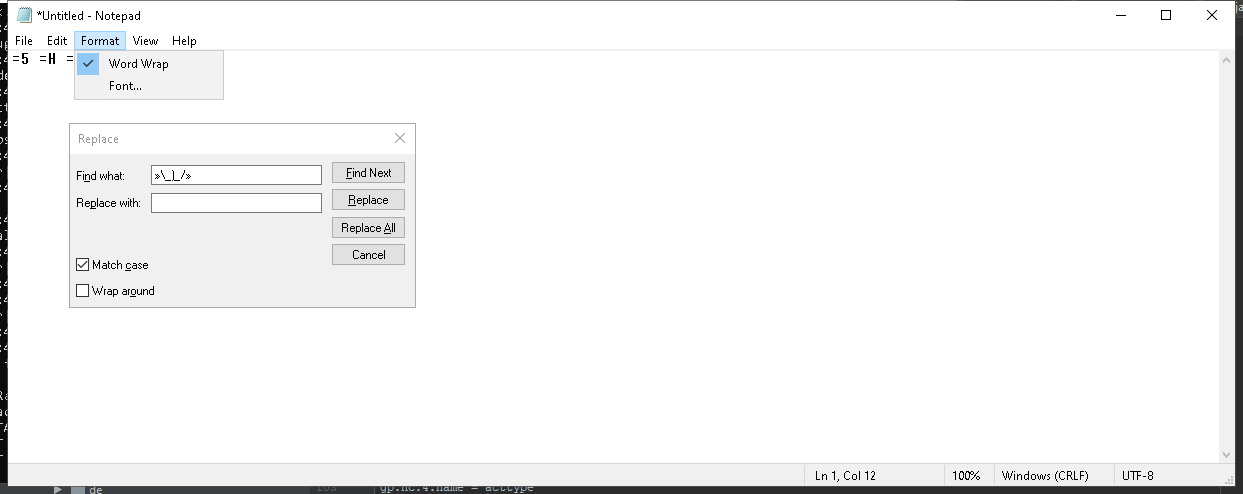 *Untitled - Notepad
File Edit Format View Help
=5 =H =
Word Wrap
Font...
Replace
Find what: »\_)_/»
Find Next
Replace with:
Replace
Replace All
Cancel
Match case
Wrap around
Ln 1, Col 12 100% Windows (CRLF) UTF-8
de
gp.nc.4.name = acctype